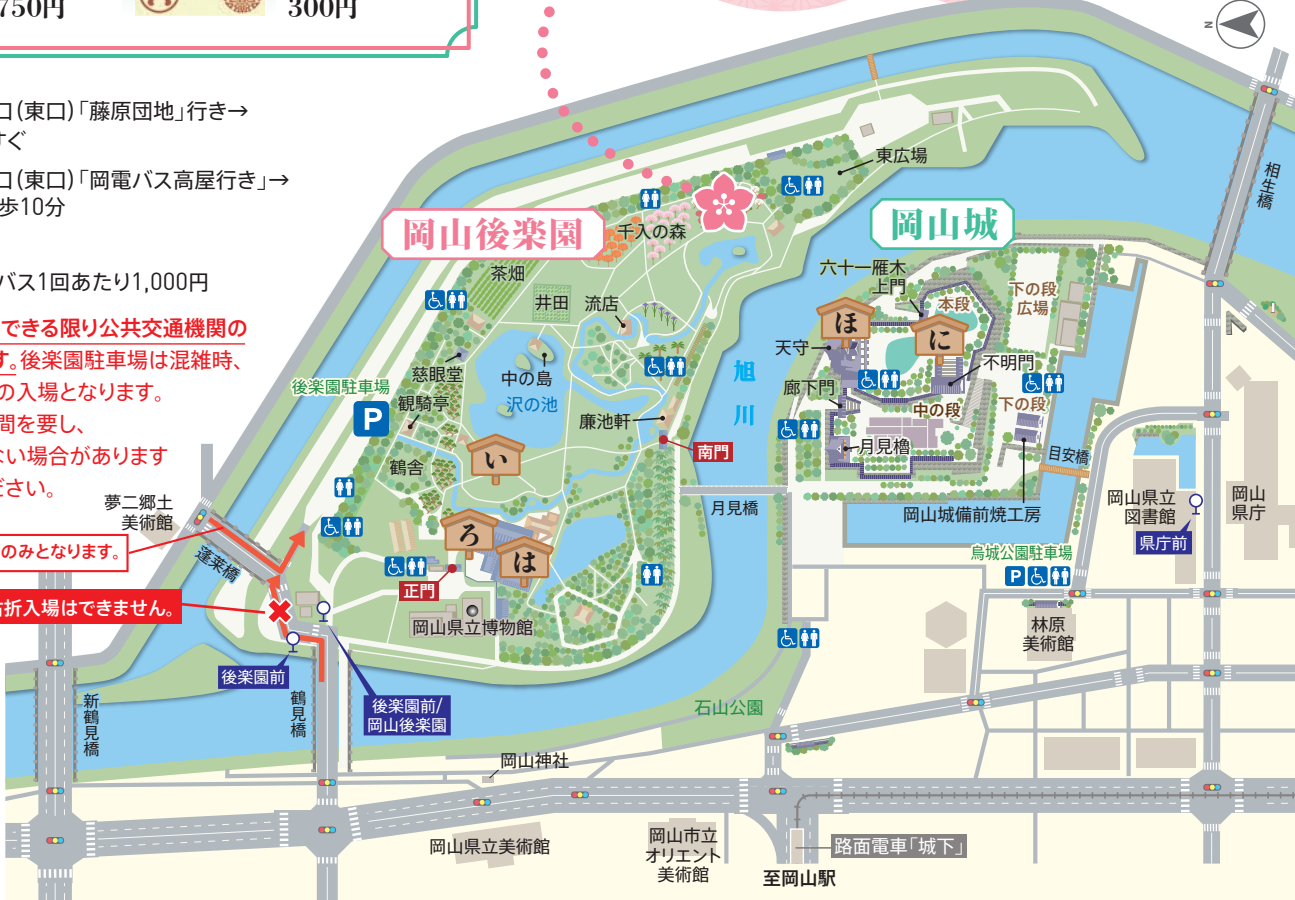 750円
300円
口(東口)「藤原団地」行き→
すぐ
口(東口)「岡電バス高屋行き」→
歩10分
バス1回あたり1,000円
できる限り公共交通機関の
す。後楽園駐車場は混雑時、
の入場となります。
間を要し、
ない場合があります
ださい。
のみとなります。
右折入場はできません。
N
岡山後楽園
岡山城
東広場
千入の森
茶畑
井田
流店
慈眼堂
中の島
沢の池
観騎亭
廉池軒
鶴舎
後楽園駐車場
P
い
ろ
は
に
ほ
南門
正門
岡山県立博物館
夢二郷土
美術館
蓬莱橋
後楽園前
後楽園前/
岡山後楽園
新鶴見橋
鶴見橋
旭川
月見橋
相生橋
六十一雁木
上門
本段
下の段
広場
天守
不明門
廊下門
中の段
下の段
月見櫓
目安橋
岡山城備前焼工房
岡山県立
図書館
県庁前
岡山
県庁
烏城公園駐車場
P
林原
美術館
石山公園
岡山神社
岡山県立美術館
岡山市立
オリエント
美術館
路面電車「城下」
至岡山駅